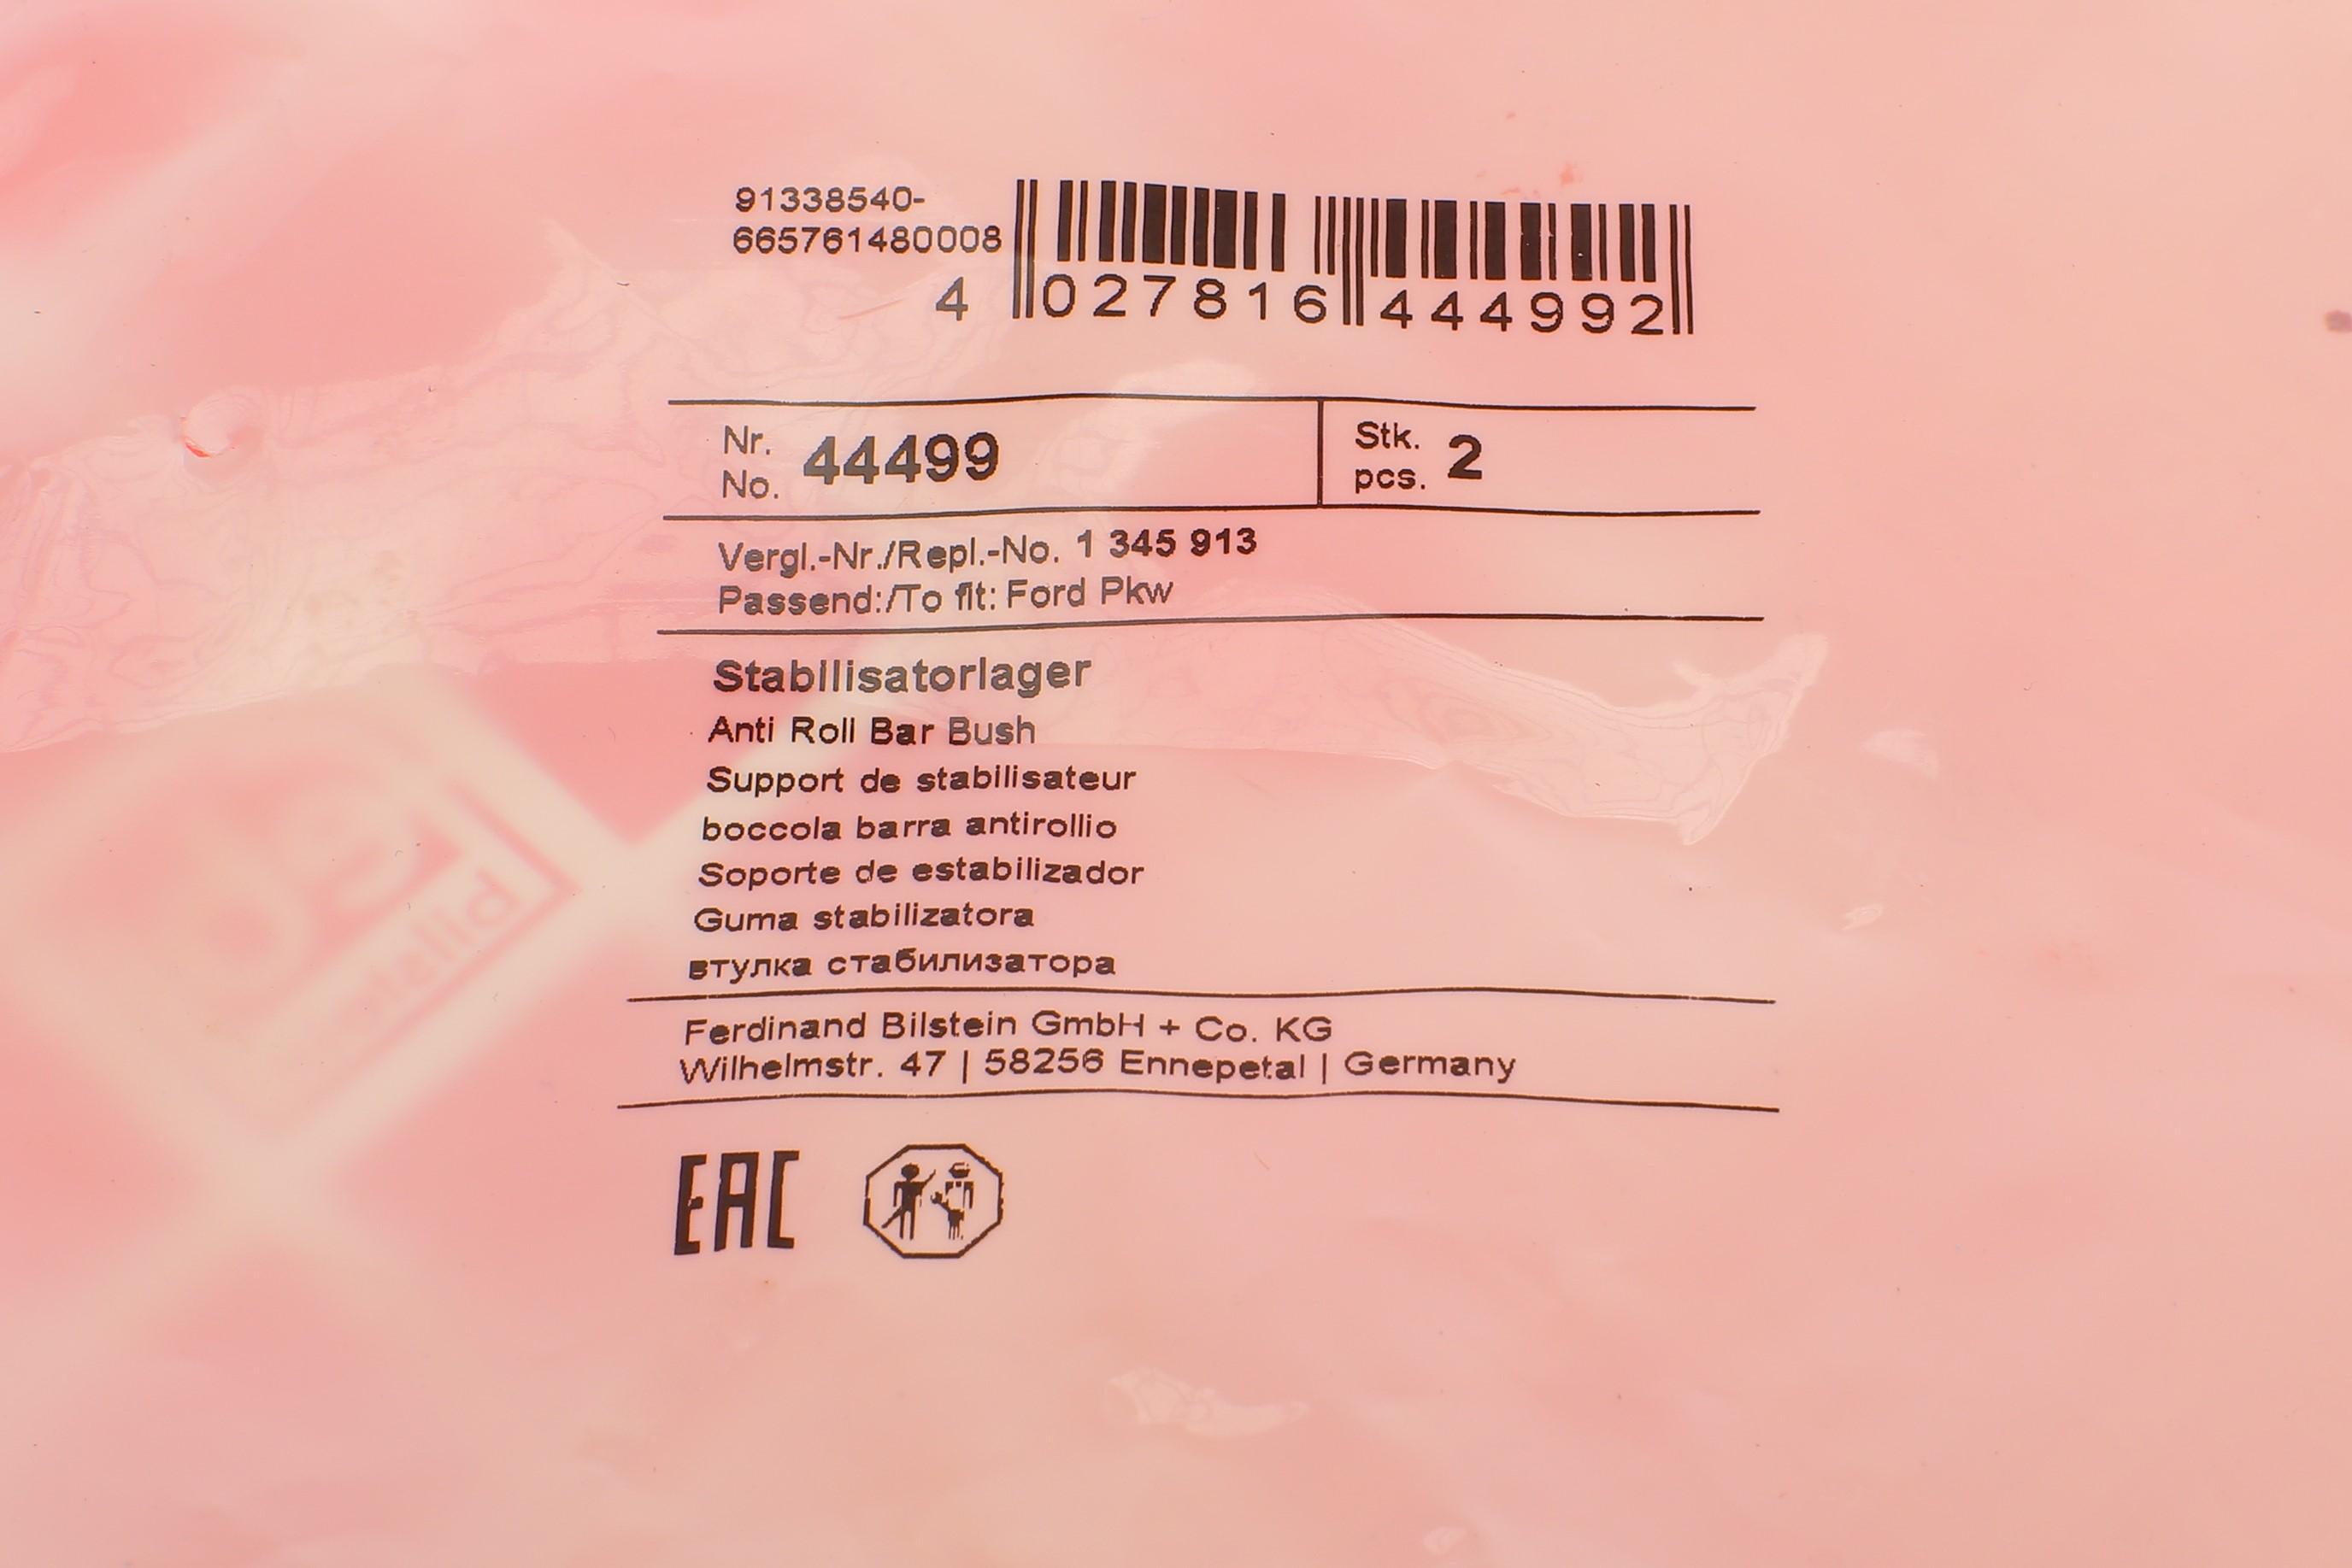 91338540-
665761480008
4 027816 444992
Nr.
No. 44499
Stk.
pcs. 2
Vergl.-Nr./Repl.-No. 1 345 913
Passend:/To fit: Ford Pkw
Stabilisatorlager
Anti Roll Bar Bush
Support de stabilisateur
boccola barra antirollio
Soporte de estabilizador
Guma stabilizatora
втулка стабилизатора
Ferdinand Bilstein GmbH + Co. KG
Wilhelmstr. 47 | 58256 Ennepetal | Germany
EAC